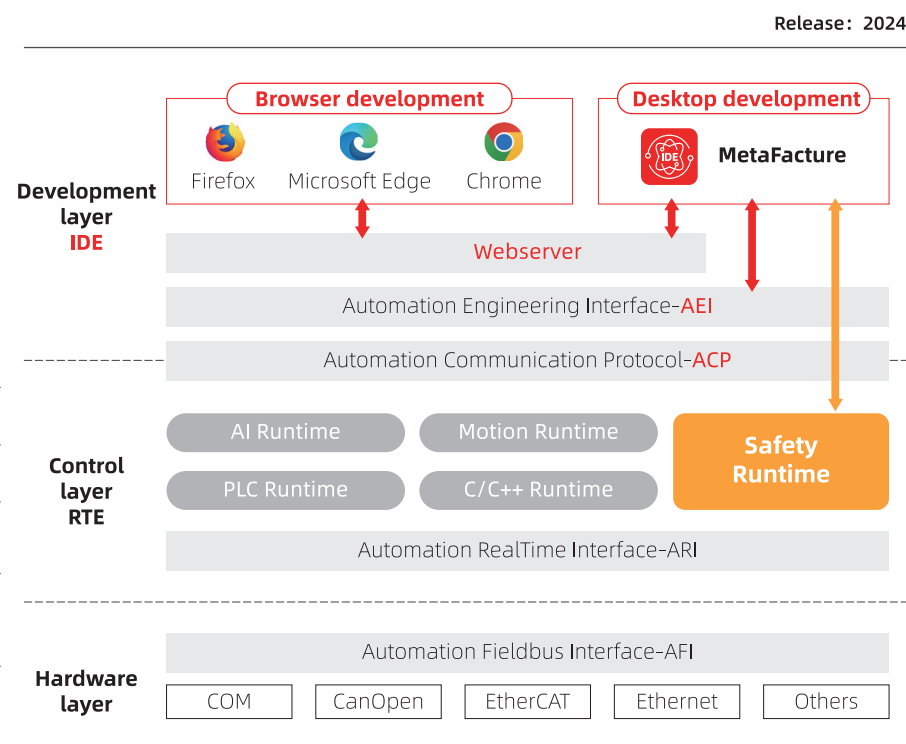 Release: 2024
Browser development
Desktop development
IDE
MetaFacture
Firefox
Microsoft Edge
Chrome
Development
layer
IDE
Webserver
Automation Engineering Interface-AEI
Automation Communication Protocol-ACP
Control
layer
RTE
AI Runtime
Motion Runtime
PLC Runtime
C/C++ Runtime
Safety
Runtime
Automation RealTime Interface-ARI
Hardware
layer
Automation Fieldbus Interface-AFI
COM
CanOpen
EtherCAT
Ethernet
Others